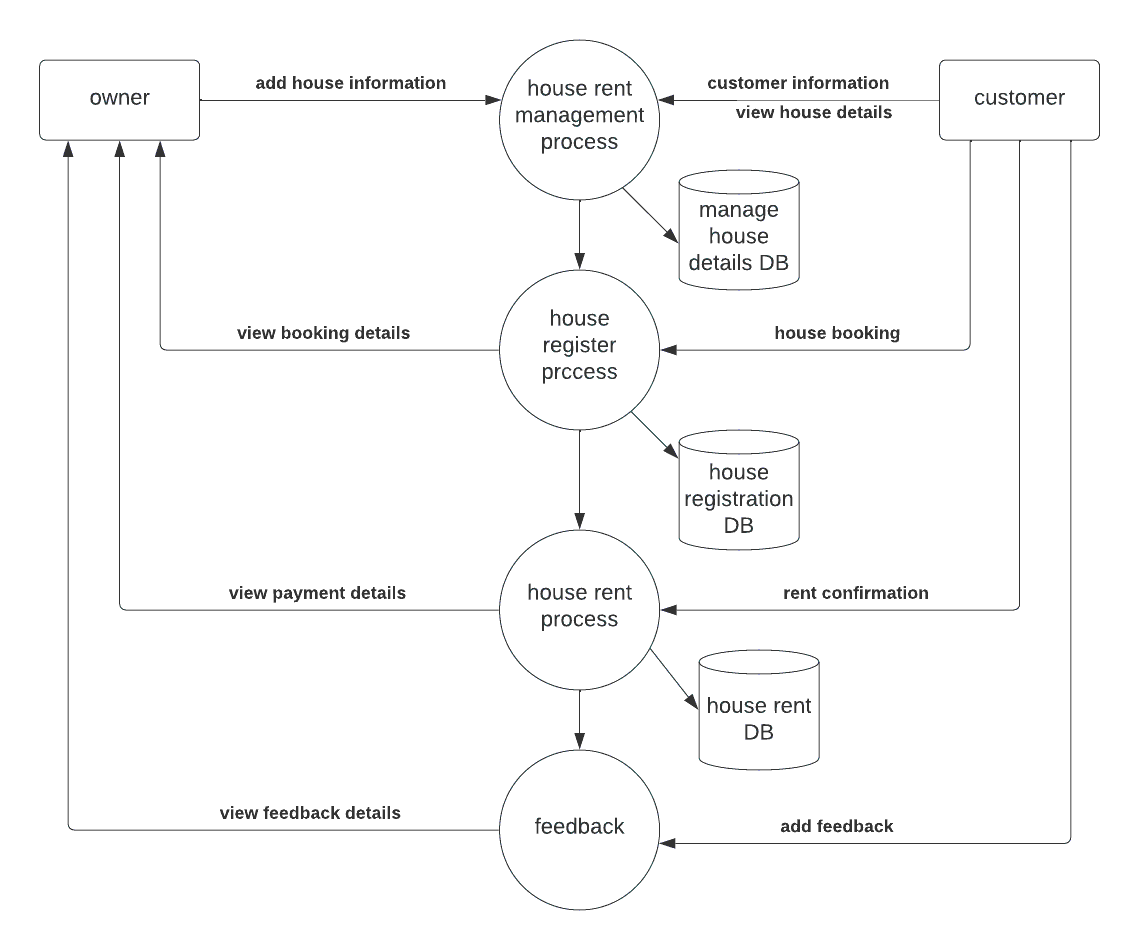 owner
add house information
house rent
management
process
customer information
view house details
customer
manage
house
details DB
view booking details
house
register
prccess
house booking
house
registration
DB
view payment details
house rent
process
rent confirmation
house rent
DB
view feedback details
feedback
add feedback